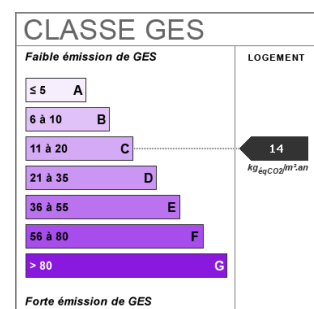 CLASSE GES
Faible émission de GES
LOGEMENT
≤ 5 A
6 à 10 B
11 à 20 C
14
kgéqCO2/m².an
21 à 35 D
36 à 55 E
56 à 80 F
> 80 G
Forte émission de GES